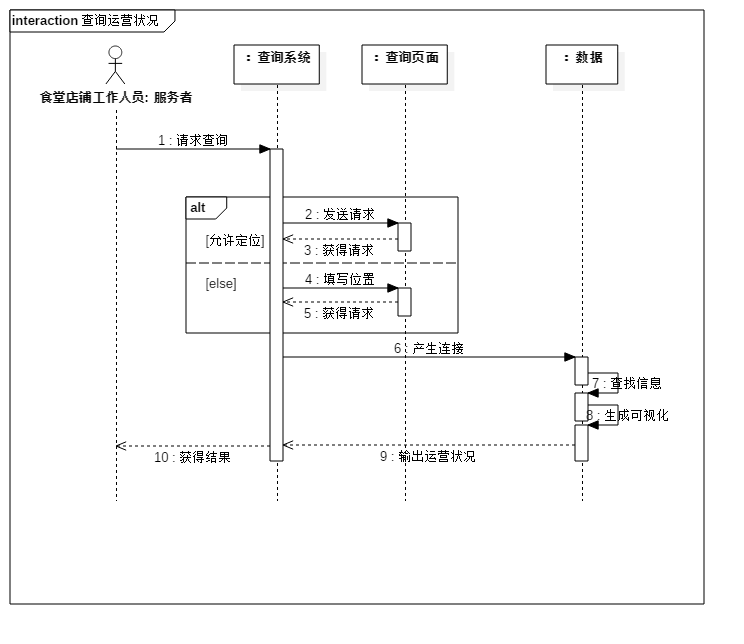 interaction 查询运营状况
食堂店铺工作人员: 服务者
: 查询系统
: 查询页面
: 数据
1 : 请求查询
alt
2 : 发送请求
[允许定位]
3 : 获得请求
4 : 填写位置
[else]
5 : 获得请求
6 : 产生连接
7 : 查找信息
8 : 生成可视化
9 : 输出运营状况
10 : 获得结果